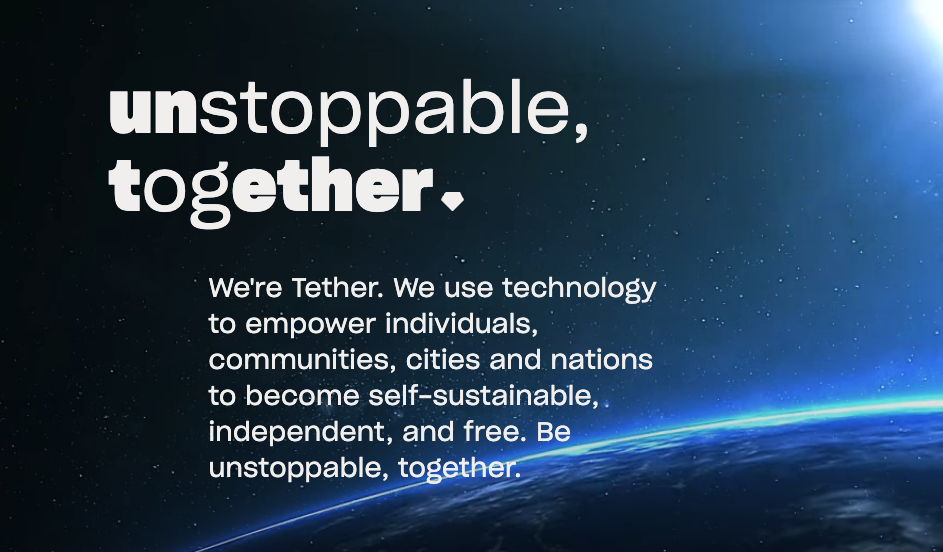 unstoppable,
together.
We're Tether. We use technology
to empower individuals,
communities, cities and nations
to become self-sustainable,
independent, and free. Be
unstoppable, together.